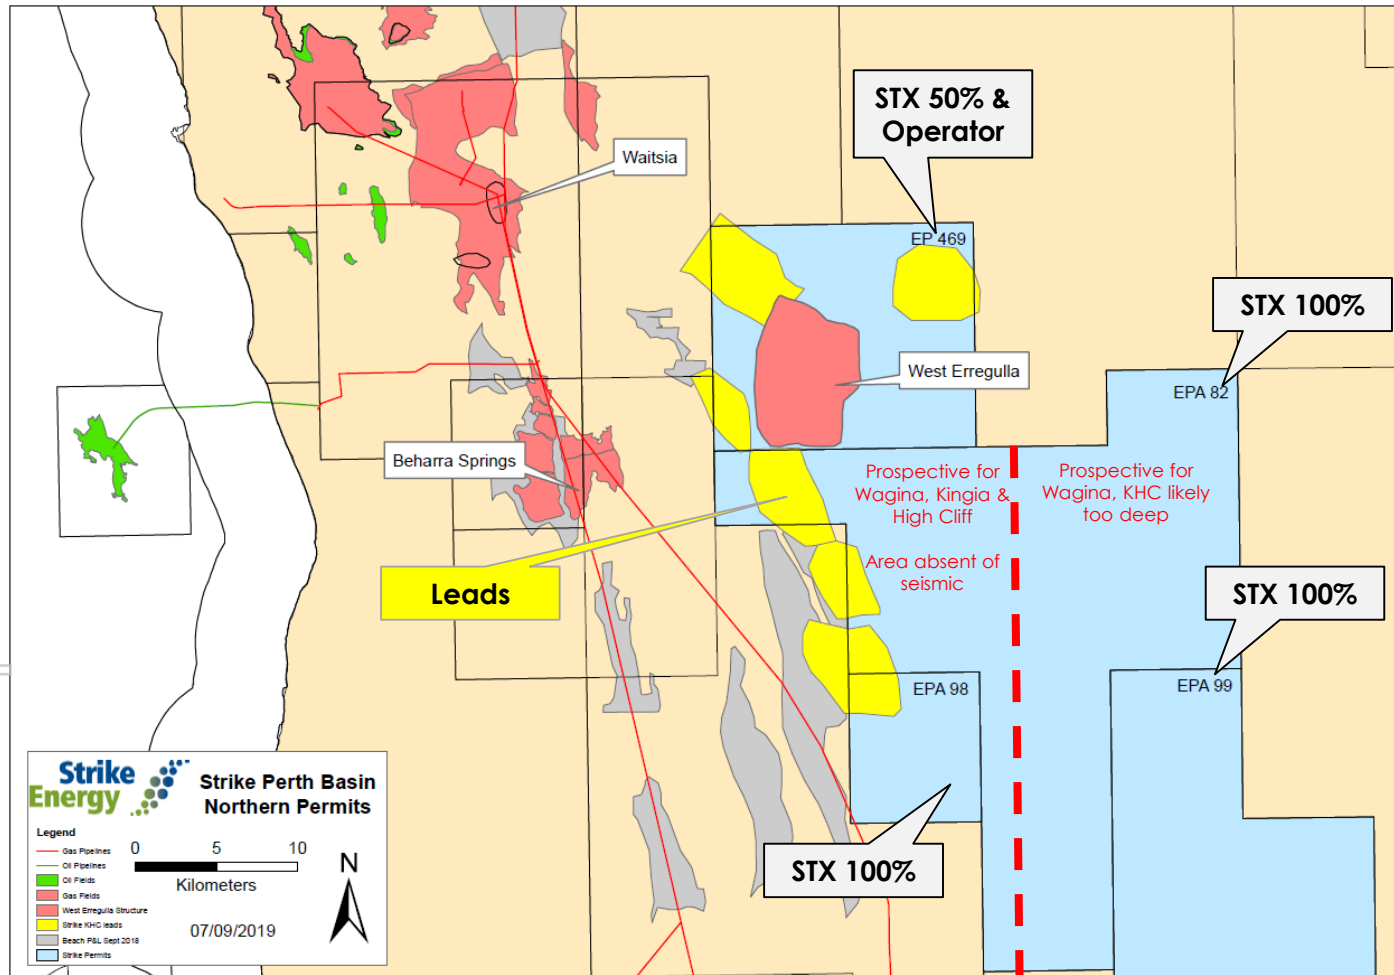 STX 50% &
Operator
Waitsia
EP 469
STX 100%
West Erregulla
EPA 82
Beharra Springs
Prospective for
Wagina, Kingia &
High Cliff
Prospective for
Wagina, KHC likely
too deep
Area absent of
seismic
Leads
STX 100%
EPA 98
EPA 99
STX 100%
Strike
Energy
Strike Perth Basin
Northern Permits
Legend
Gas Pipelines
Oil Pipelines
Oil Fields
Gas Fields
West Erregulla Structure
Strike KHC leads
Beach P&L Sept 2018
Strike Permits
0 5 10
Kilometers
N
07/09/2019